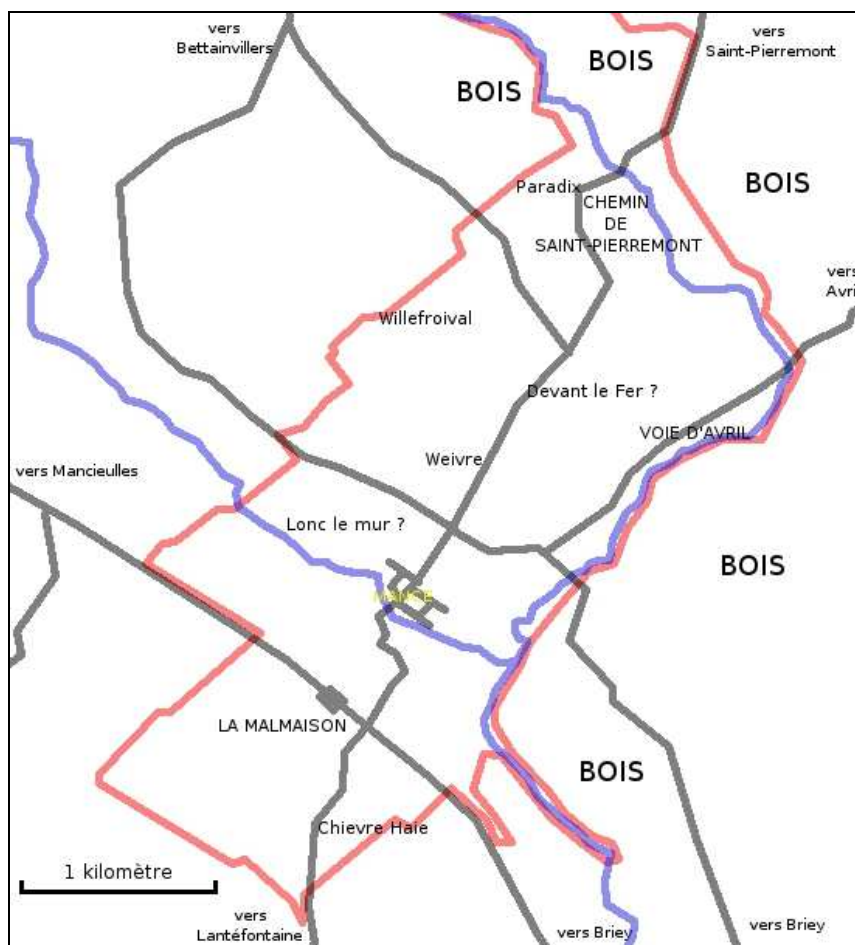 vers
Bettainvillers
vers
Saint-Pierremont
BOIS
BOIS
BOIS
Paradix
CHEMIN
DE
SAINT-PIERREMONT
vers
Avri
Willefroival
Devant le Fer ?
VOIE D'AVRIL
Weivre
vers Mancieulles
Lonc le mur ?
BOIS
MANCE
LA MALMAISON
BOIS
Chievre Haie
1 kilomètre
vers
Lantéfontaine
vers Briey
vers Briey